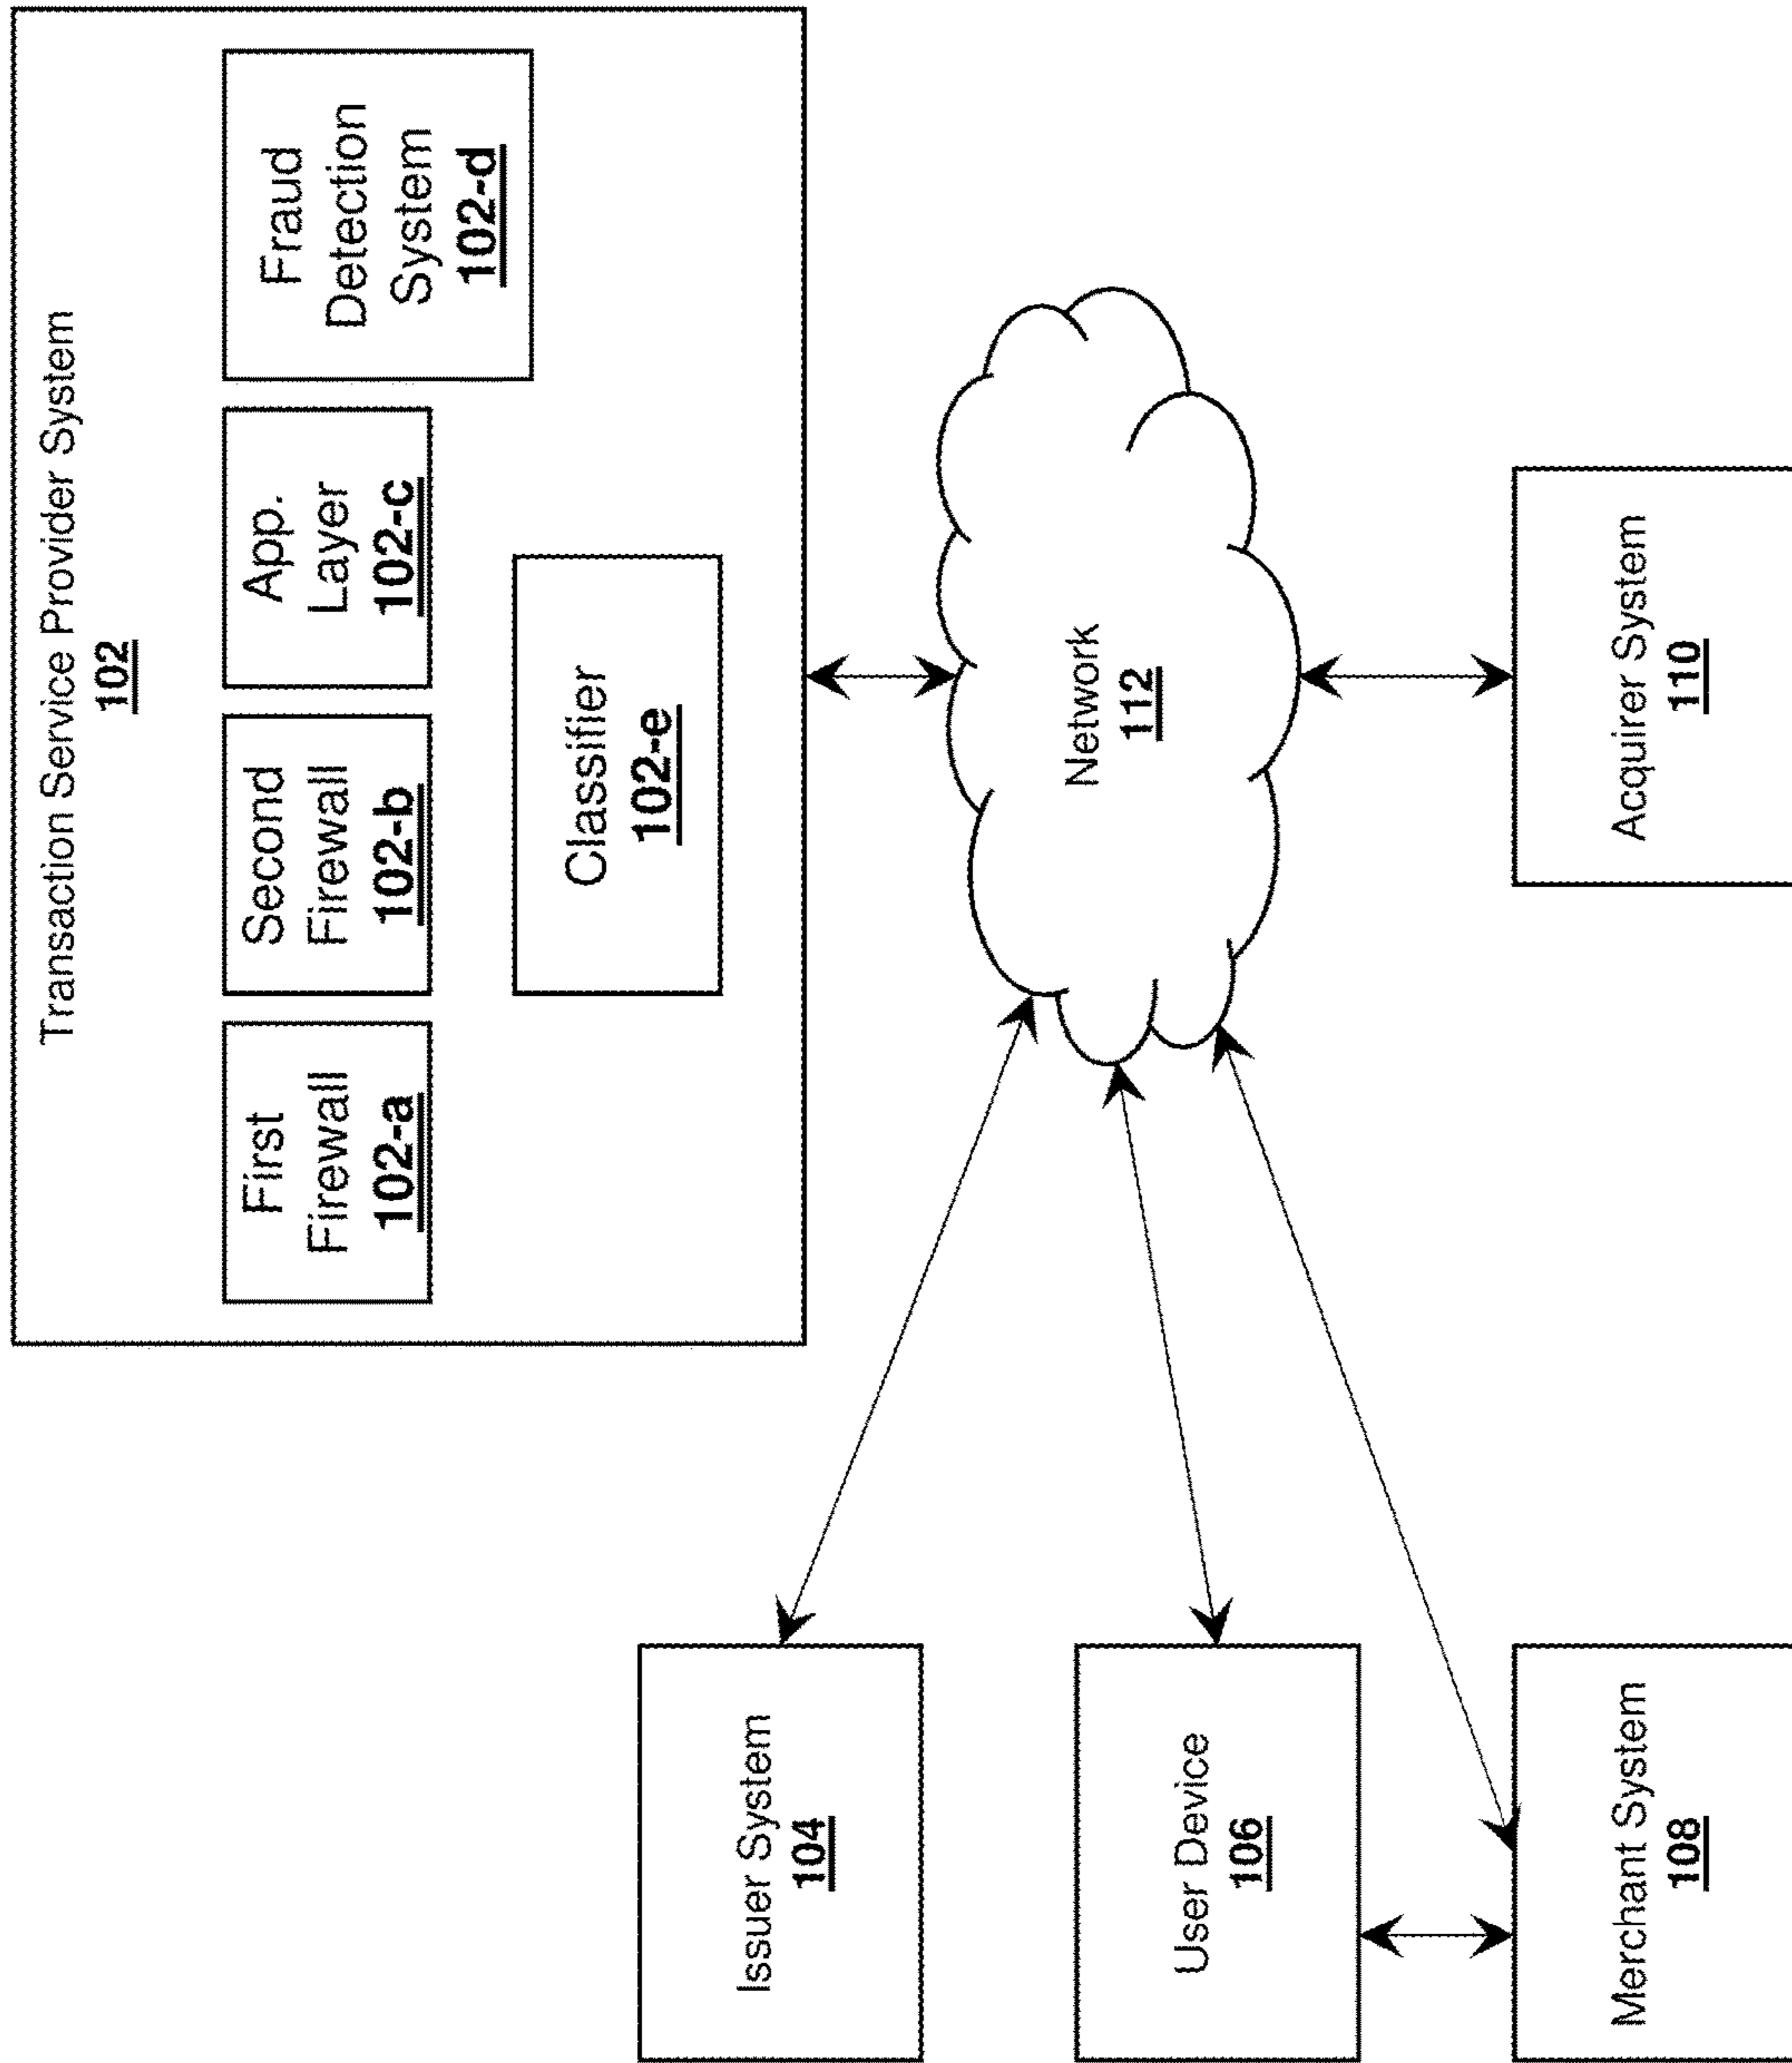 Transaction Service Provider System
102
First
Firewall
102-a
Second
Firewall
102-b
App.
Layer
102-c
Fraud
Detection
System
102-d
Classifier
102-e
Issuer System
104
Network
112
User Device
106
Merchant System
108
Acquirer System
110